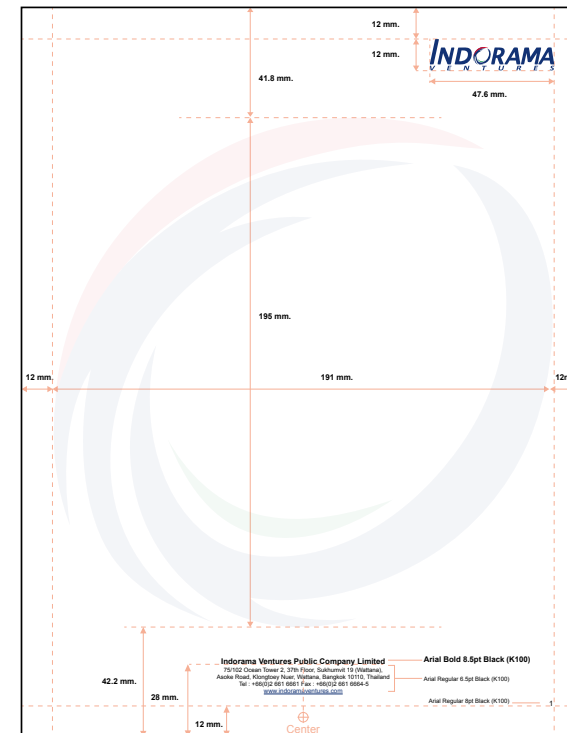 12 mm.
INDORAMA
VENTURES
12 mm.
41.8 mm.
47.6 mm.
195 mm.
12 mm.
191 mm.
Indorama Ventures Public Company Limited
Arial Bold 8.5pt Black (K100)
75/102 Ocean Tower 2, 37th Floor, Sukhumvit 19 (Wattana),
Asoke Road, Klongtoey Nuer, Wattana, Bangkok 10110, Thailand
Arial Regular 6.5pt Black (K100)
42.2 mm.
Tel : +66(0)2 661 6661 Fax : +66(0)2 661 6664-5
www.indoramaventures.com
28 mm.
Arial Regular 8pt Black (K100)
1
12 mm.
Center